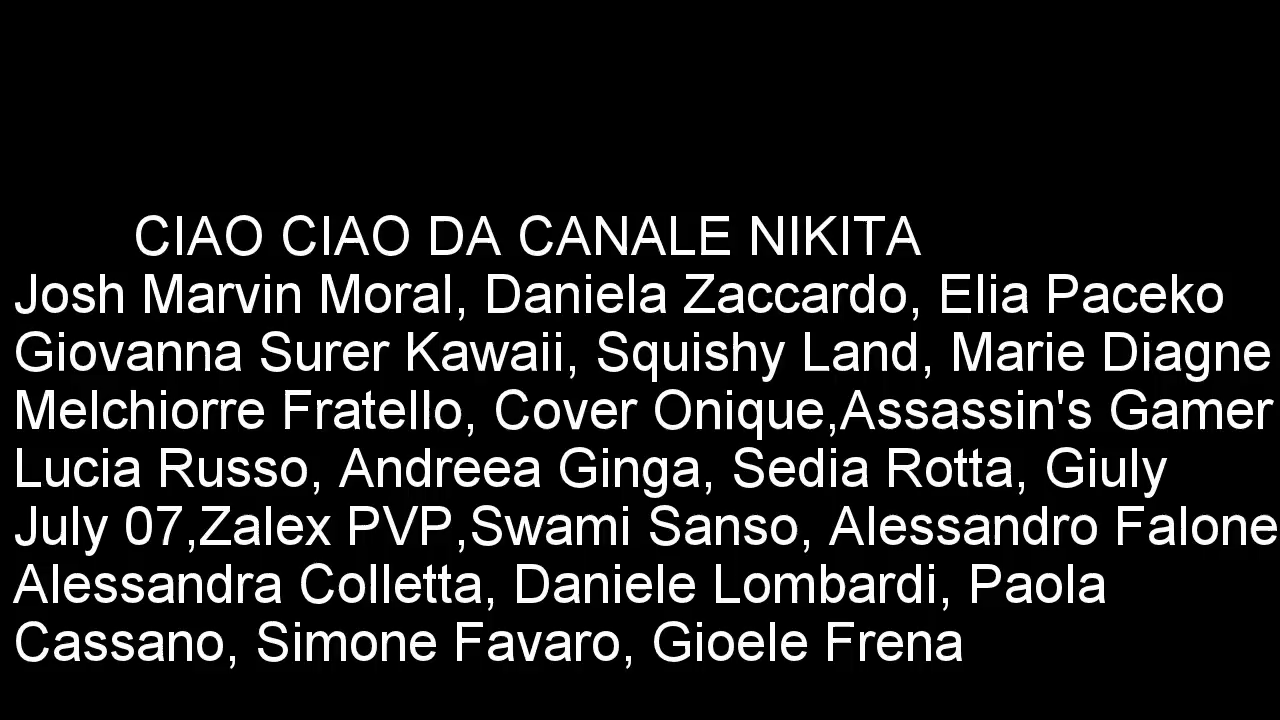 CIAO CIAO DA CANALE NIKITA
Josh Marvin Moral, Daniela Zaccardo, Elia Paceko
Giovanna Surer Kawaii, Squishy Land, Marie Diagne
Melchiorre Fratello, Cover Onique,Assassin's Gamer
Lucia Russo, Andreea Ginga, Sedia Rotta, Giuly
July 07,Zalex PVP,Swami Sanso, Alessandro Falone
Alessandra Colletta, Daniele Lombardi, Paola
Cassano, Simone Favaro, Gioele Frena